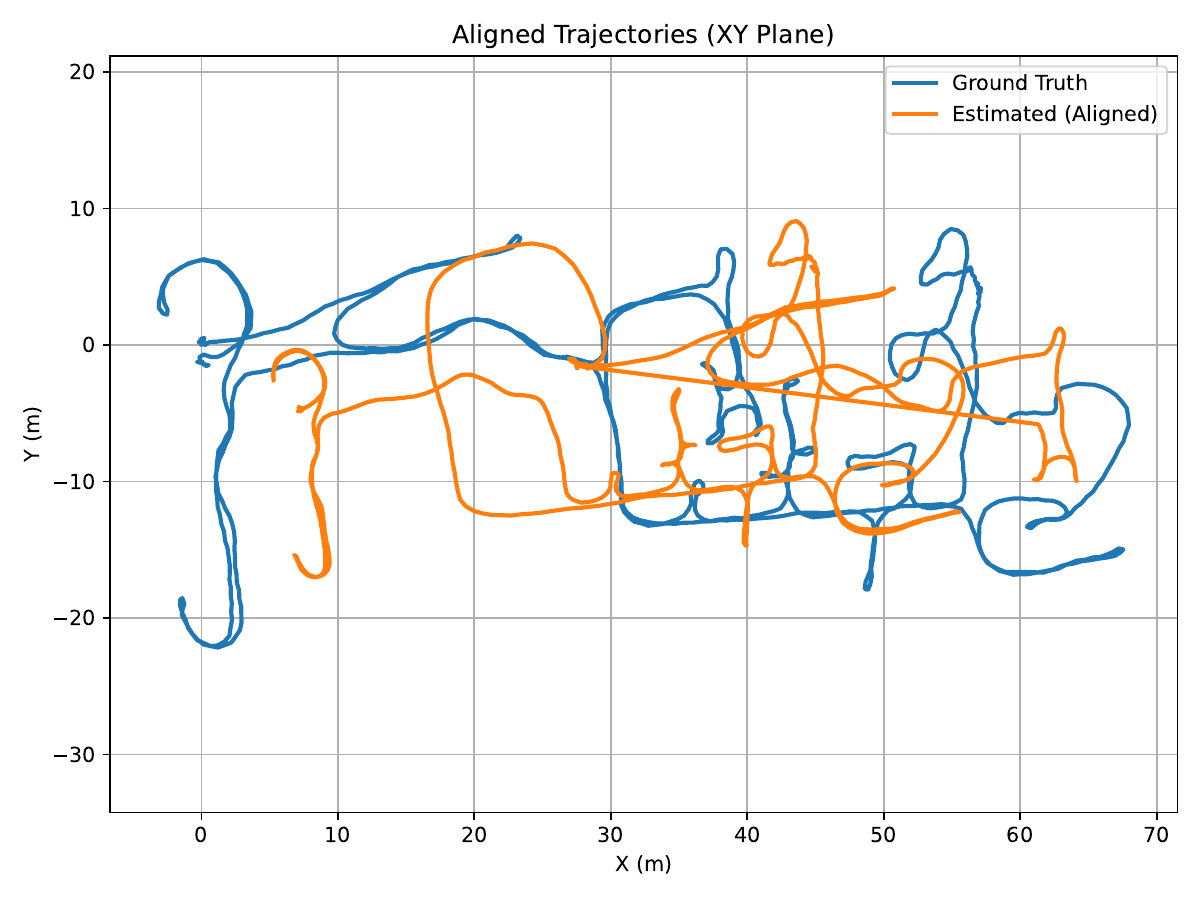 Aligned Trajectories (XY Plane)
Ground Truth
Estimated (Aligned)
20
10
0
−10
−20
−30
Y (m)
0 10 20 30 40 50 60 70
X (m)